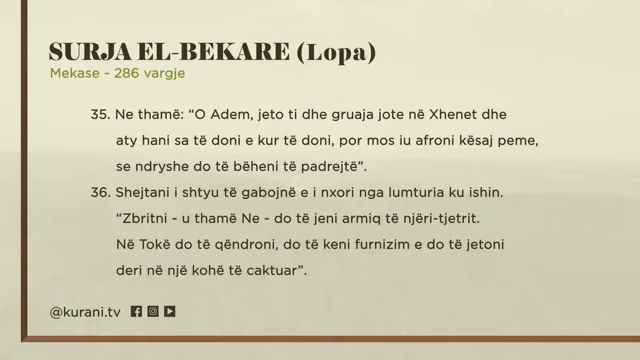 SURJA EL-BEKARE (Lopa)
Mekase - 286 vargje
35. Ne thamë: “O Adem, jeto ti dhe gruaja jote në Xhenet dhe
aty hani sa të doni e kur të doni, por mos iu afroni kësaj peme,
se ndryshe do të bëheni të padrejtë”.
36. Shejtani i shtyu të gabojnë e i nxori nga lumturia ku ishin.
“Zbritni - u thamë Ne - do të jeni armiq të njëri-tjetrit.
Në Tokë do të qëndroni, do të keni furnizim e do të jetoni
deri në një kohë të caktuar”.
@kurani.tv